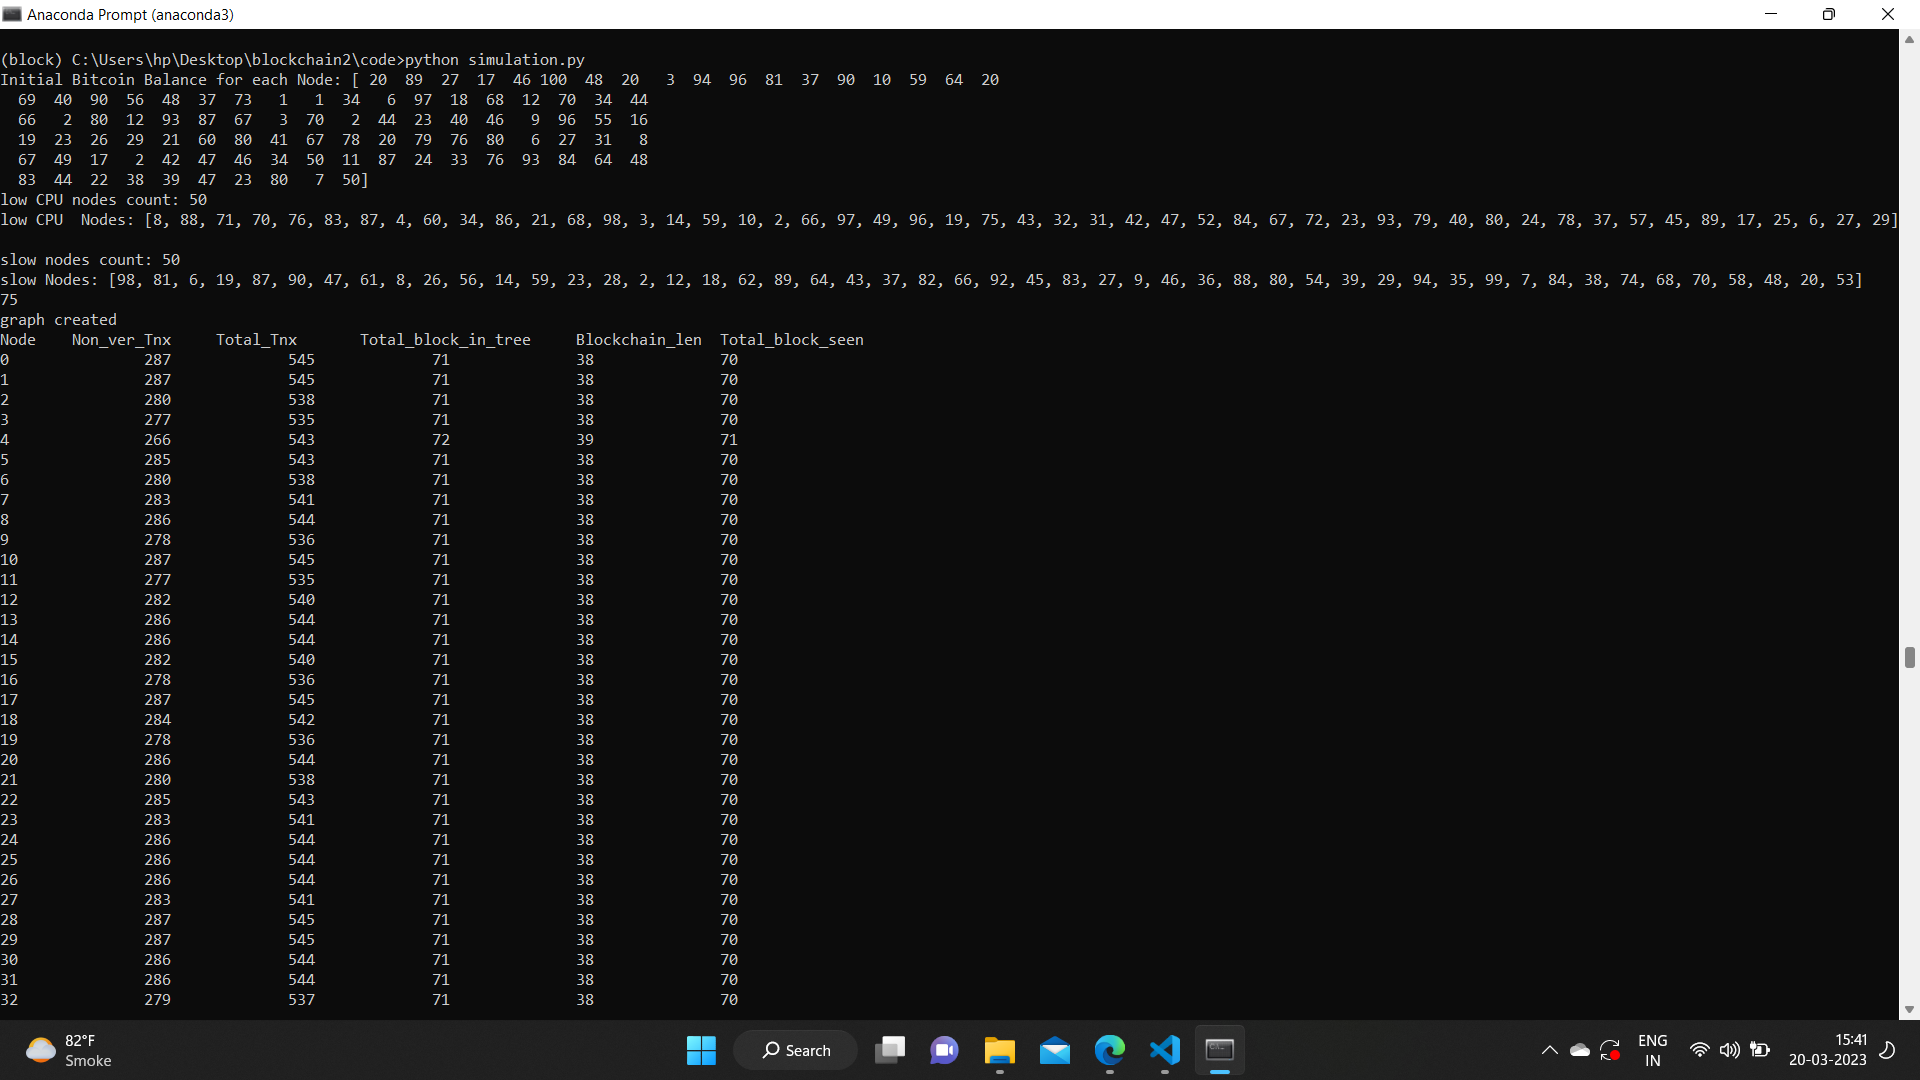 Anaconda Prompt (anaconda3)
(block) C:\Users\hp\Desktop\blockchain2\code>python simulation.py
Initial Bitcoin Balance for each Node: [ 20  89  27  17  46 100  48  20   3  94  96  81  37  90  10  59  64  20
  69  40  90  56  48  37  73   1   1  34   6  97  18  68  12  70  34  44
  66   2  80  12  93  87  67   3  70   2  44  23  40  46   9  96  55  16
  19  23  26  29  21  60  80  41  67  78  20  79  76  80   6  27  31   8
  67  49  17   2  42  47  46  34  50  11  87  24  33  76  93  84  64  48
  83  44  22  38  39  47  23  80   7  50]
low CPU nodes count: 50
low CPU  Nodes: [8, 88, 71, 70, 76, 83, 87, 4, 60, 34, 86, 21, 68, 98, 3, 14, 59, 10, 2, 66, 97, 49, 96, 19, 75, 43, 32, 31, 42, 47, 52, 84, 67, 72, 23, 93, 79, 40, 80, 24, 78, 37, 57, 45, 89, 17, 25, 6, 27, 29]
slow nodes count: 50
slow Nodes: [98, 81, 6, 19, 87, 90, 47, 61, 8, 26, 56, 14, 59, 23, 28, 2, 12, 18, 62, 89, 64, 43, 37, 82, 66, 92, 45, 83, 27, 9, 46, 36, 88, 80, 54, 39, 29, 94, 35, 99, 7, 84, 38, 74, 68, 70, 58, 48, 20, 53]
75
graph created
Node    Non_ver_Tnx     Total_Tnx       Total_block_in_tree     Blockchain_len  Total_block_seen
0               287             545             71              38              70
1               287             545             71              38              70
2               280             538             71              38              70
3               277             535             71              38              70
4               266             543             72              39              71
5               285             543             71              38              70
6               280             538             71              38              70
7               283             541             71              38              70
8               286             544             71              38              70
9               278             536             71              38              70
10              287             545             71              38              70
11              277             535             71              38              70
12              282             540             71              38              70
13              286             544             71              38              70
14              286             544             71              38              70
15              282             540             71              38              70
16              278             536             71              38              70
17              287             545             71              38              70
18              284             542             71              38              70
19              278             536             71              38              70
20              286             544             71              38              70
21              280             538             71              38              70
22              285             543             71              38              70
23              283             541             71              38              70
24              286             544             71              38              70
25              286             544             71              38              70
26              286             544             71              38              70
27              283             541             71              38              70
28              287             545             71              38              70
29              287             545             71              38              70
30              286             544             71              38              70
31              286             544             71              38              70
32              279             537             71              38              70
82°F
Smoke
Search
ENG
IN
15:41
20-03-2023